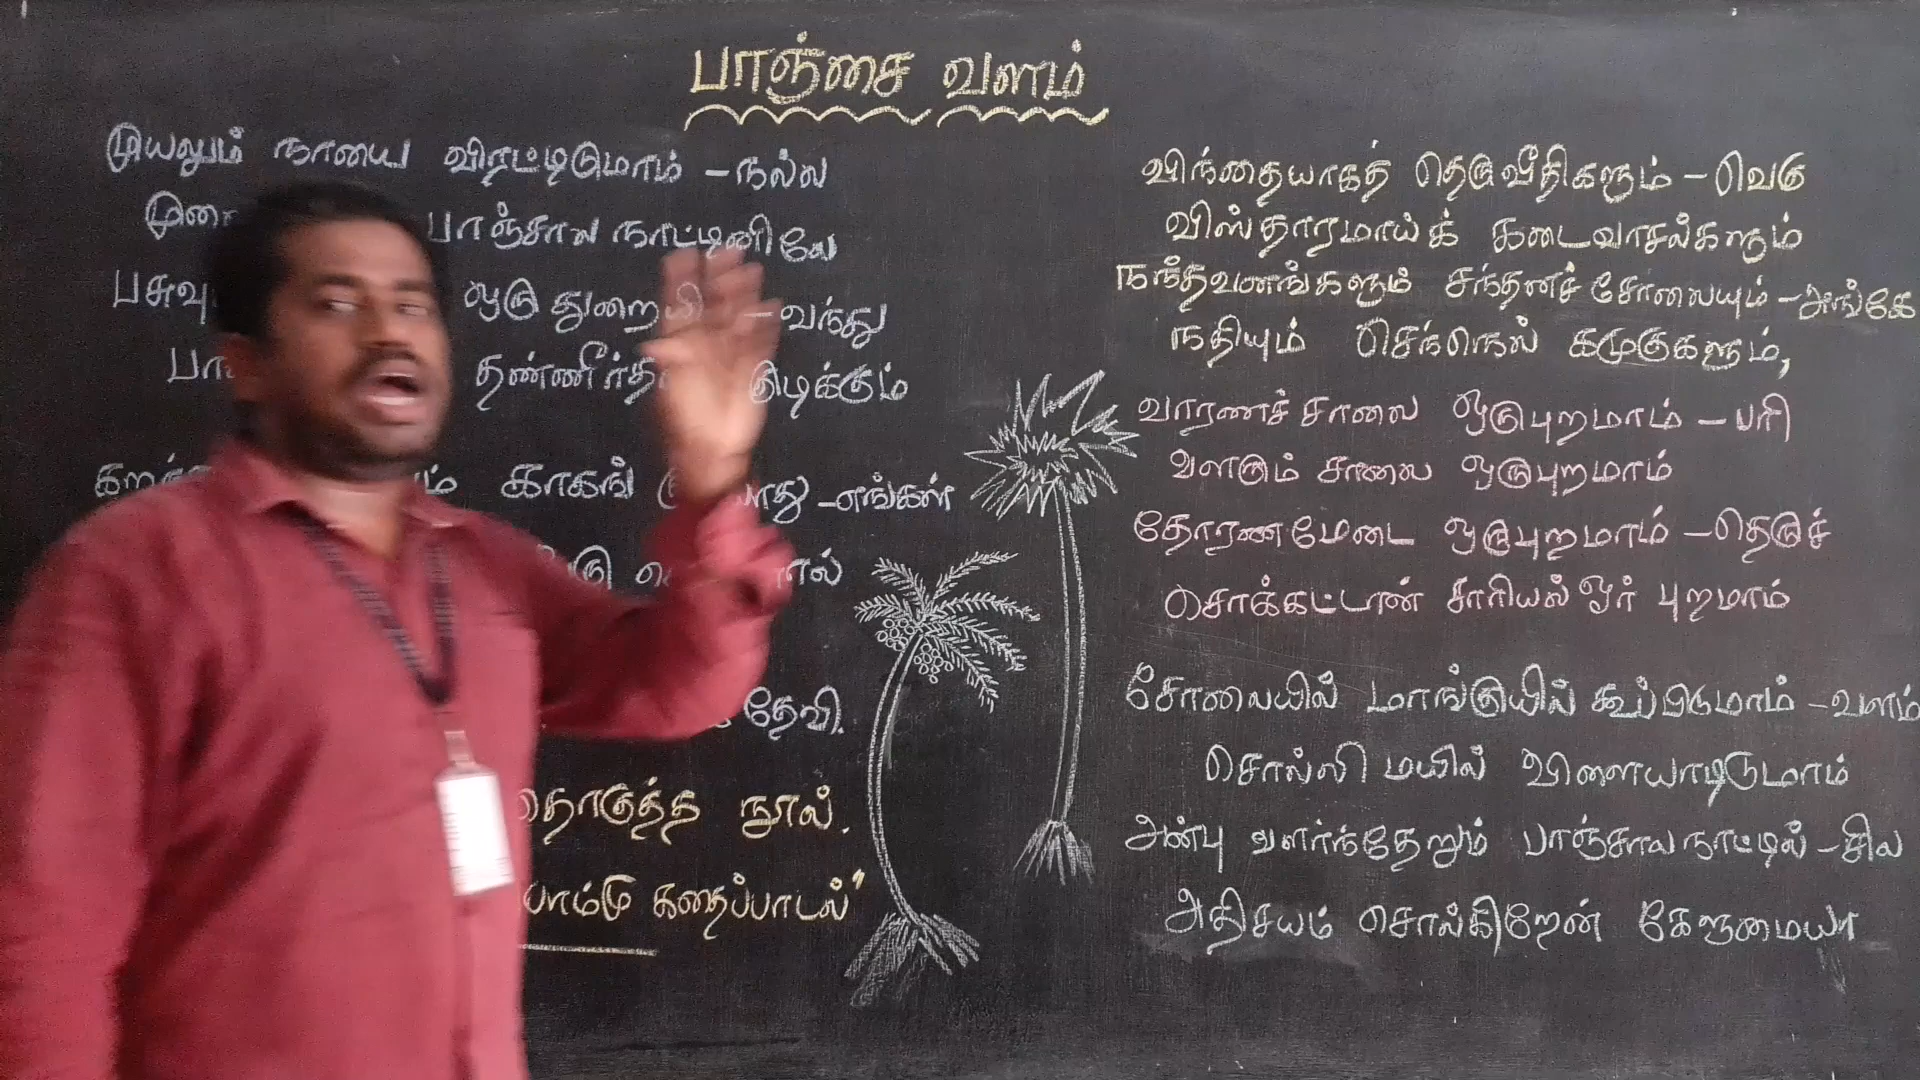 பாஞ்சை வளம்
முயலும் நாயை விரட்டிடுமாம் - நல்ல
பாஞ்சால நாட்டினிலே
ஒரு துறையி - வந்து
தண்ணீர்தா குடிக்கும்
காகங் - எங்கள்
தேவி.
தொகுத்த நூல்.
கதைப்பாடல்"
விந்தையாகத் தெருவீதிகளும் - வெகு
விஸ்தாரமாய்க் கடைவாசல்களும்
நந்தவனங்களும் சந்தனச் சோலையும் - அங்கே
நதியும் செந்நெல் கமுகுகளும்,
வாரணச் சாலை ஒருபுறமாம் - பரி
வளரும் சாலை ஒருபுறமாம்
தோரணமேடை ஒருபுறமாம் - தெருச்
சொக்கட்டான் சாரியல் ஓர் புறமாம்
சோலையில் மாங்குயில் கூப்பிடுமாம் - வளம்
சொல்லி மயில் விளையாடிடுமாம்
அன்பு வளர்ந்தேறும் பாஞ்சாலநாட்டில் - சில
அதிசயம் சொல்கிறேன் கேளுமையா